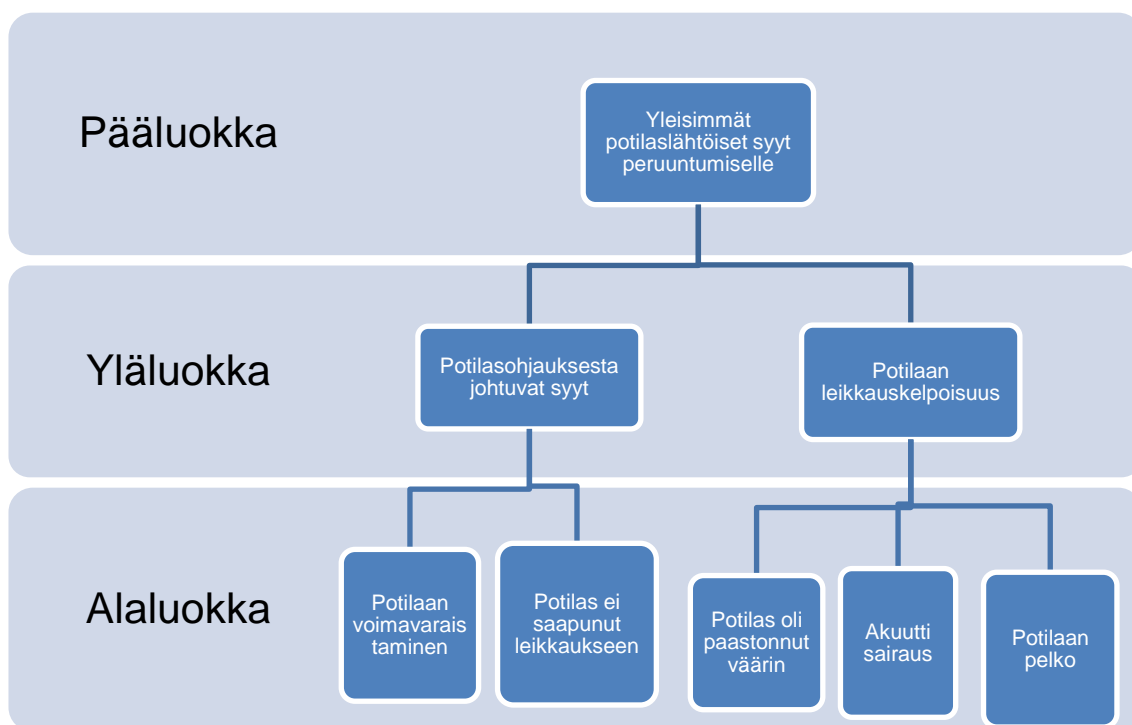 Pääluokka
Yleisimmät
potilaslähtöiset syyt
peruuntumiselle
Yläluokka
Potilasohjauksesta
johtuvat syyt
Potilaan
leikkauskelpoisuus
Alaluokka
Potilaan
voimavarais
taminen
Potilas ei
saapunut
leikkaukseen
Potilas oli
paastonnut
väärin
Akuutti
sairaus
Potilaan
pelko